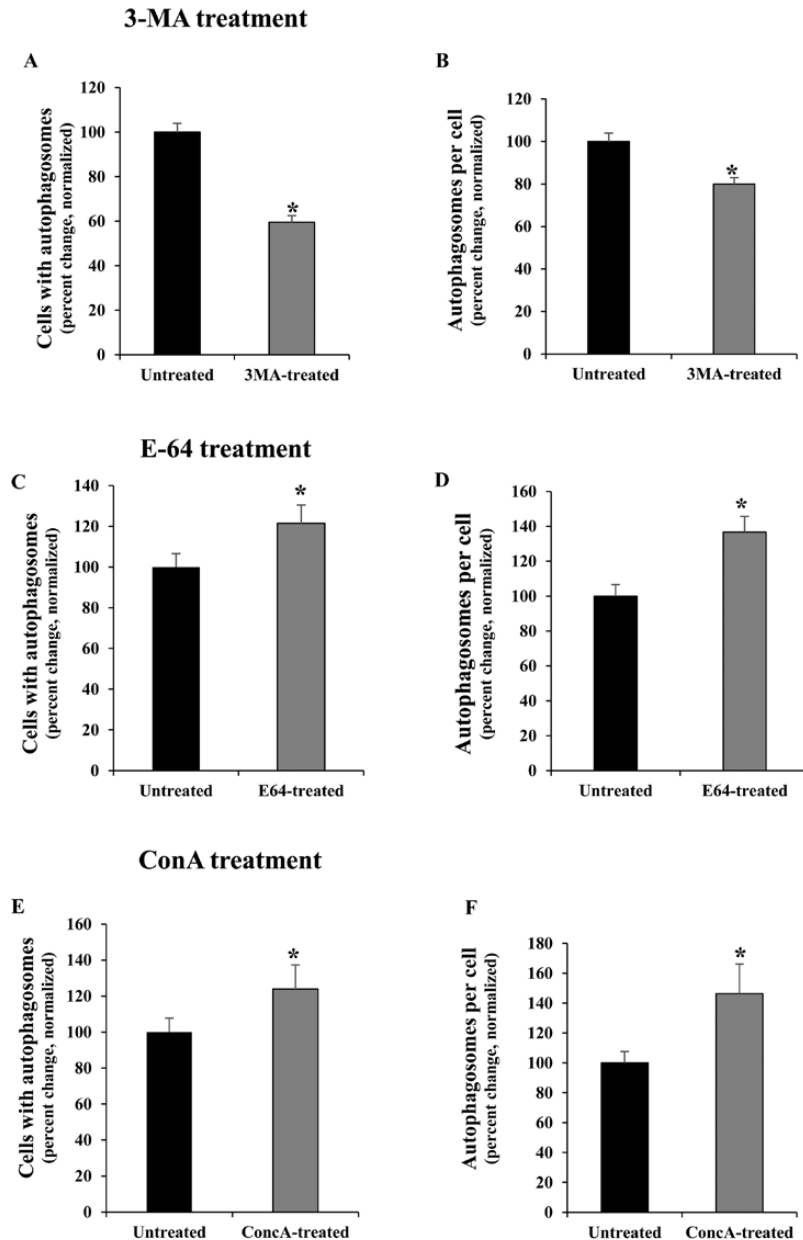 3-MA treatment
A
Cells with autophagosomes
(percent change, normalized)
120
100
80
60
40
20
0
*
Untreated
3MA-treated
B
Autophagosomes per cell
(percent change, normalized)
120
100
80
60
40
20
0
*
Untreated
3MA-treated
E-64 treatment
C
Cells with autophagosomes
(percent change, normalized)
140
120
100
80
60
40
20
0
*
Untreated
E64-treated
D
Autophagosomes per cell
(percent change, normalized)
160
140
120
100
80
60
40
20
0
*
Untreated
E64-treated
ConA treatment
E
Cells with autophagosomes
(percent change, normalized)
160
140
120
100
80
60
40
20
0
*
Untreated
ConcA-treated
F
Autophagosomes per cell
(percent change, normalized)
180
160
140
120
100
80
60
40
20
0
*
Untreated
ConcA-treated